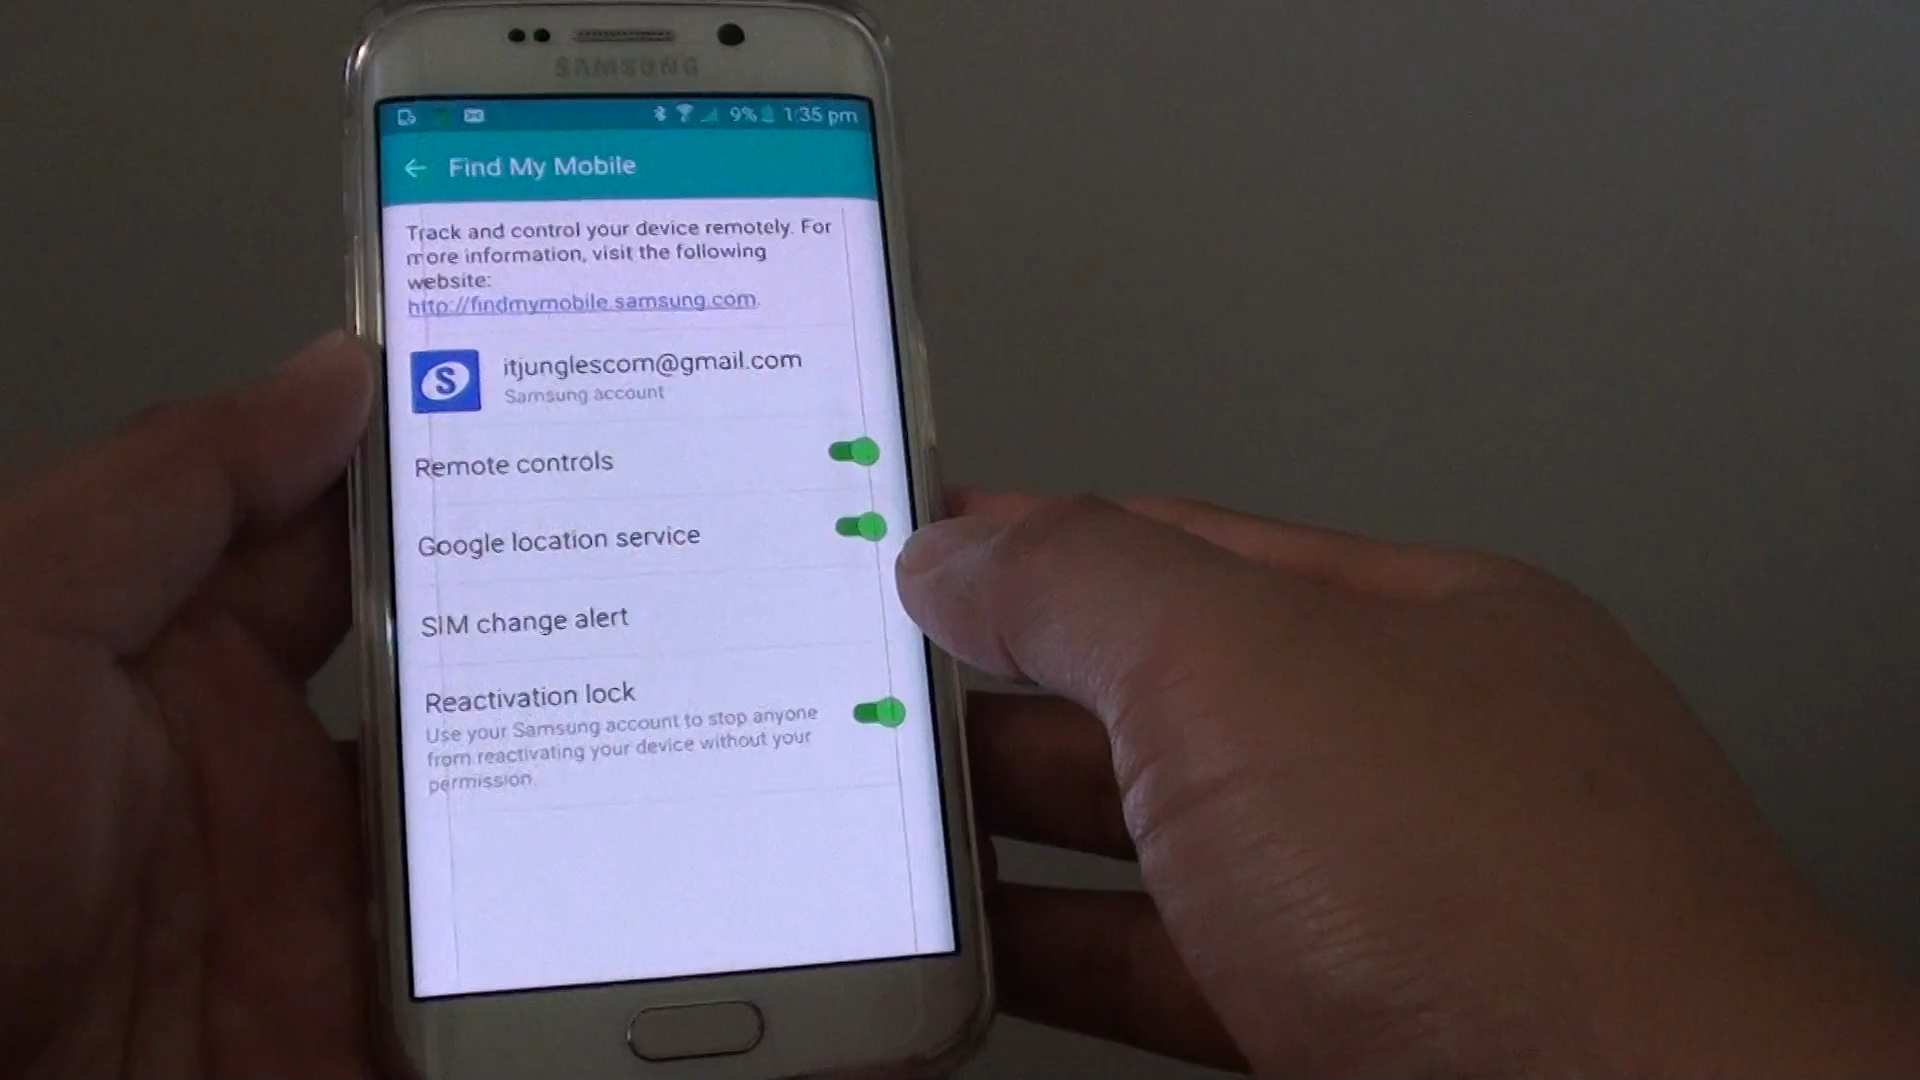 SAMSUNG
9% 1:35 pm
Find My Mobile
Track and control your device remotely. For
more information, visit the following
website:
http://findmymobile.samsung.com.
S
itjunglescom@gmail.com
Samsung account
Remote controls
Google location service
SIM change alert
Reactivation lock
Use your Samsung account to stop anyone
from reactivating your device without your
permission.